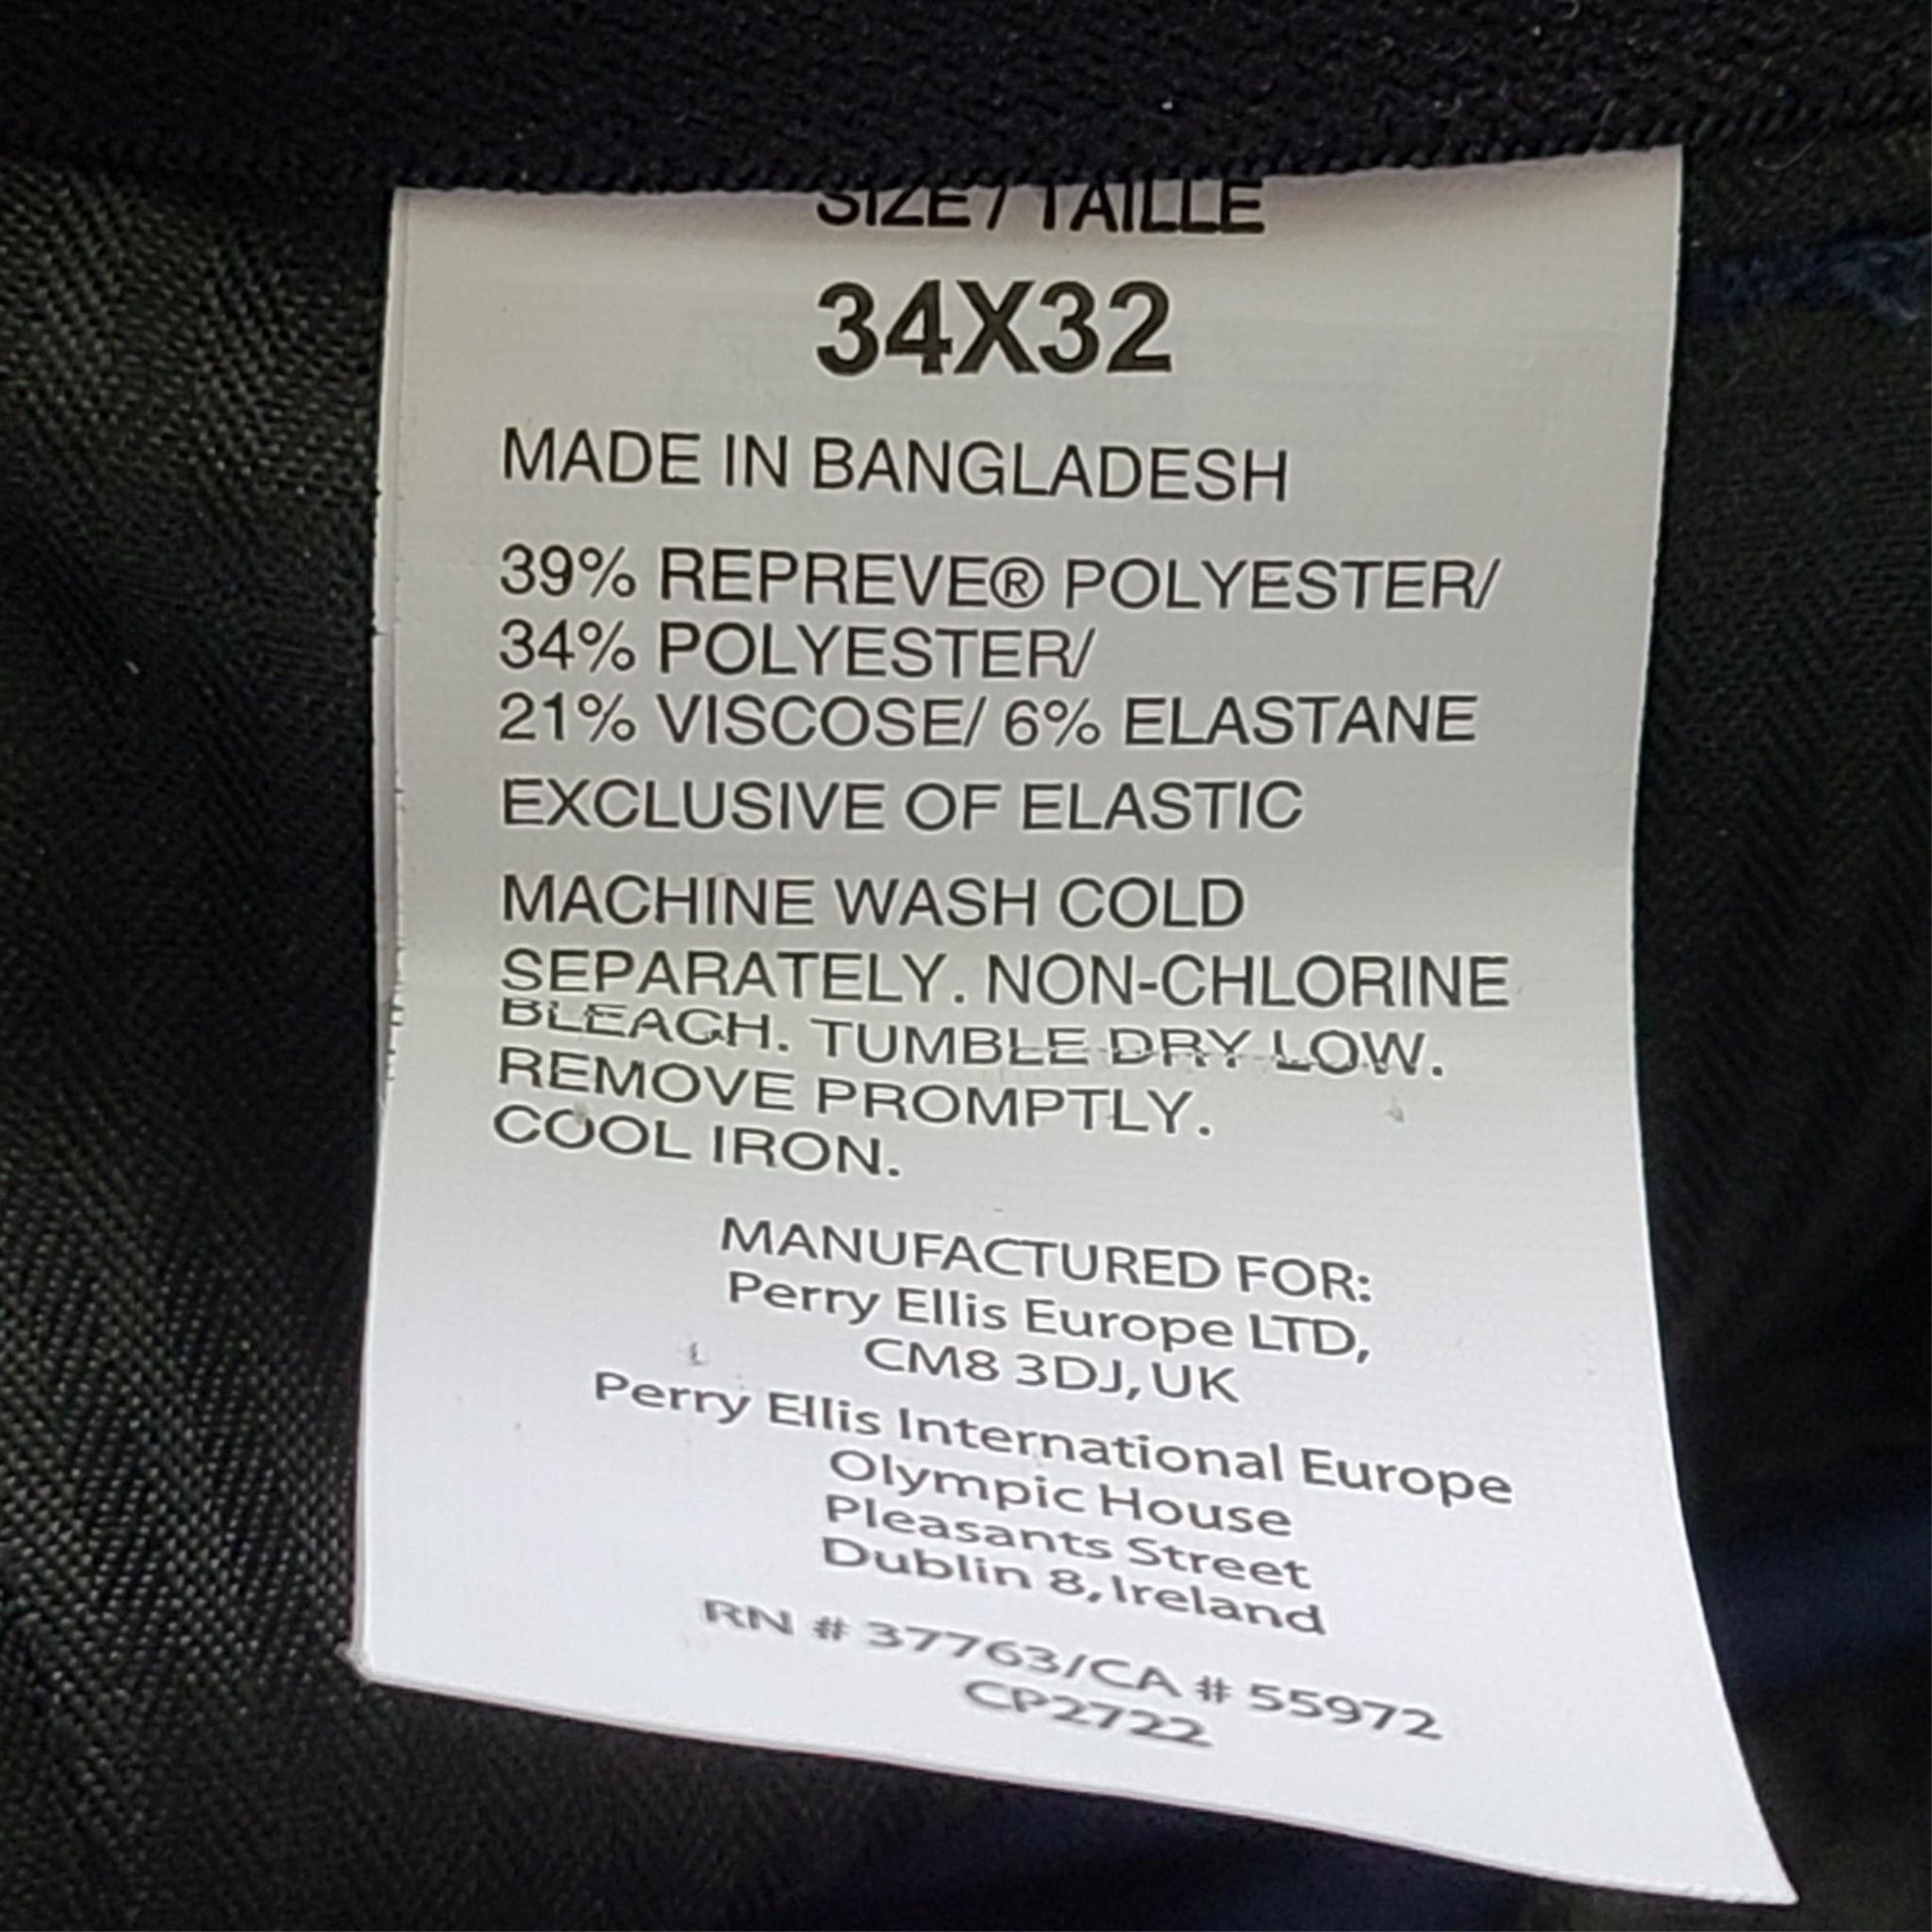 SIZE / TAILLE
34X32
MADE IN BANGLADESH
39% REPREVE® POLYESTER/
34% POLYESTER/
21% VISCOSE/ 6% ELASTANE
EXCLUSIVE OF ELASTIC
MACHINE WASH COLD
SEPARATELY. NON-CHLORINE
BLEACH. TUMBLE DRY LOW.
REMOVE PROMPTLY.
COOL IRON.
MANUFACTURED FOR:
Perry Ellis Europe LTD,
CM8 3DJ, UK
Perry Ellis International Europe
Olympic House
Pleasants Street
Dublin 8, Ireland
RN # 37763/CA # 55972
CP2722